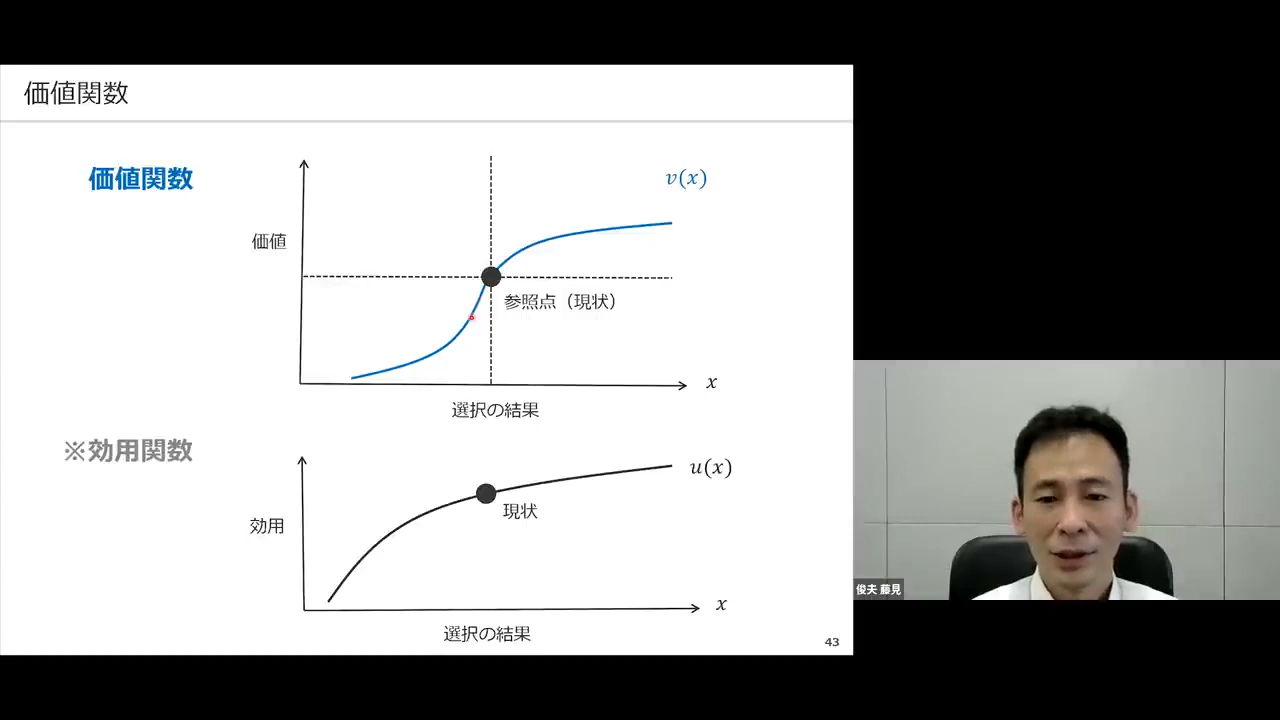 価値関数
価値関数
v(x)
価値
参照点（現状）
x
選択の結果
※効用関数
u(x)
現状
効用
x
選択の結果
43
俊夫 藤見